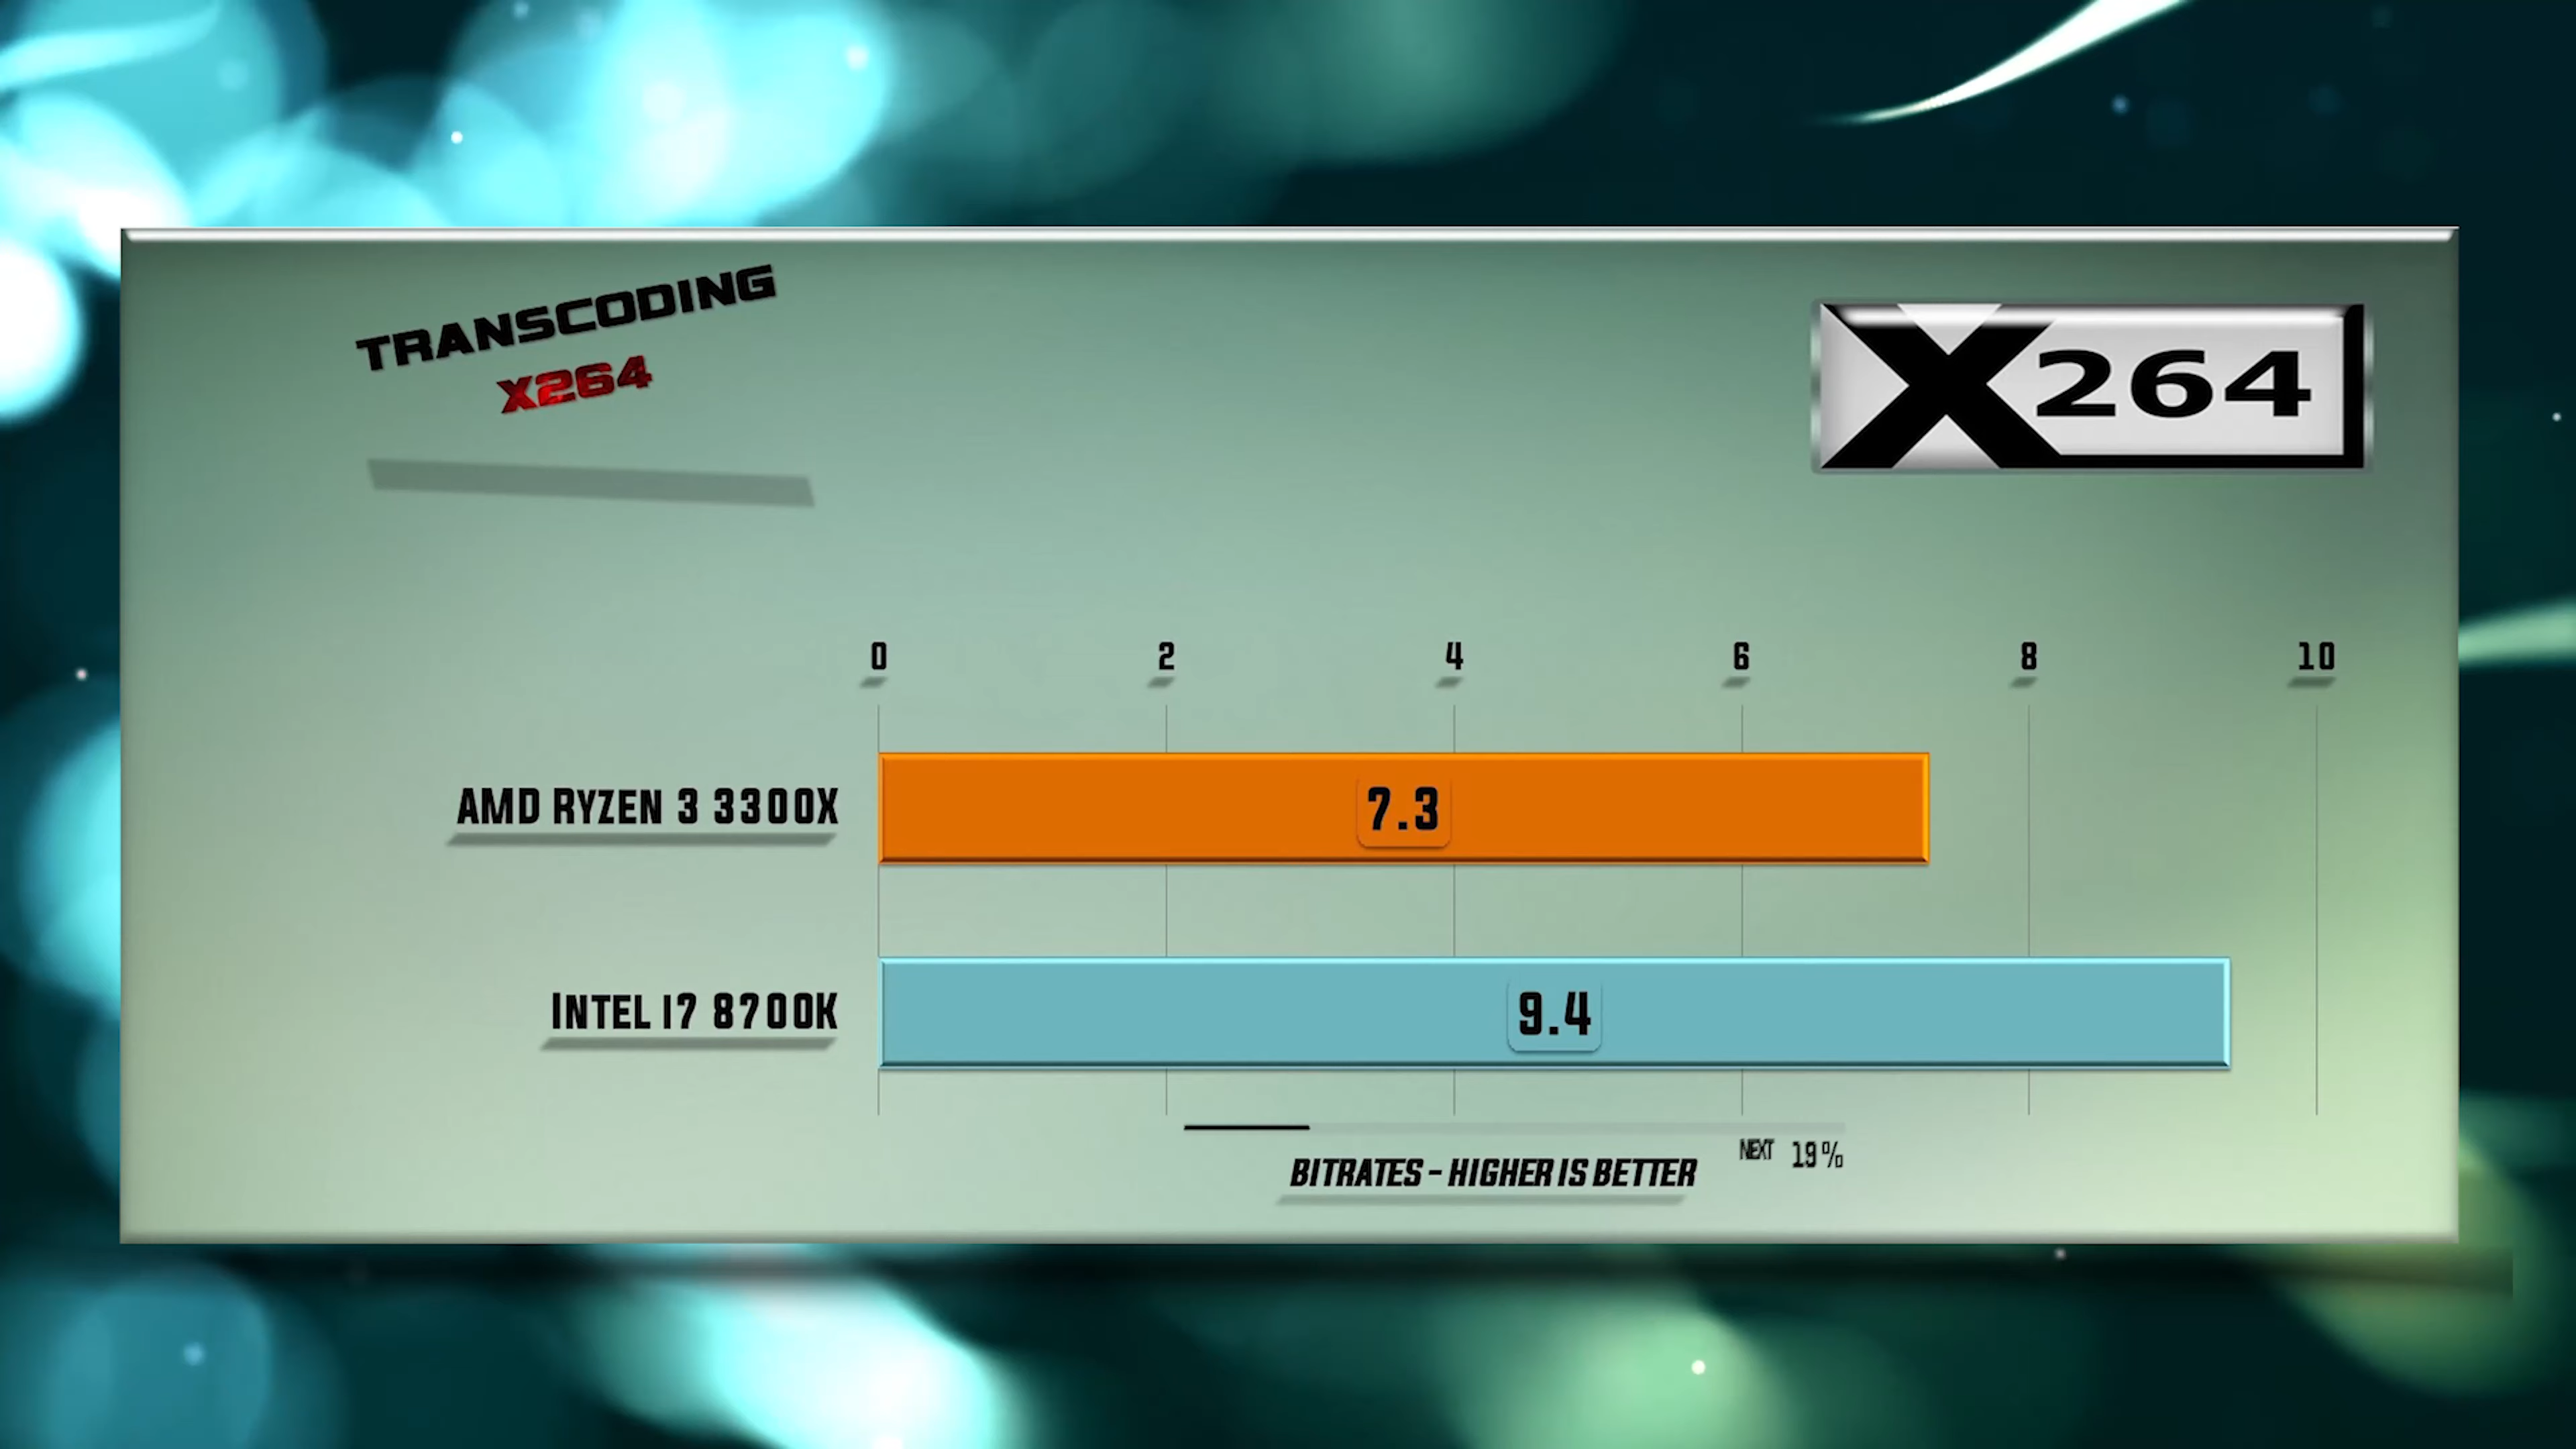 TRANSCODING
X264
X264
0 2 4 6 8 10
AMD RYZEN 3 3300X
7.3
INTEL I7 8700K
9.4
NEXT 19%
BITRATES - HIGHER IS BETTER